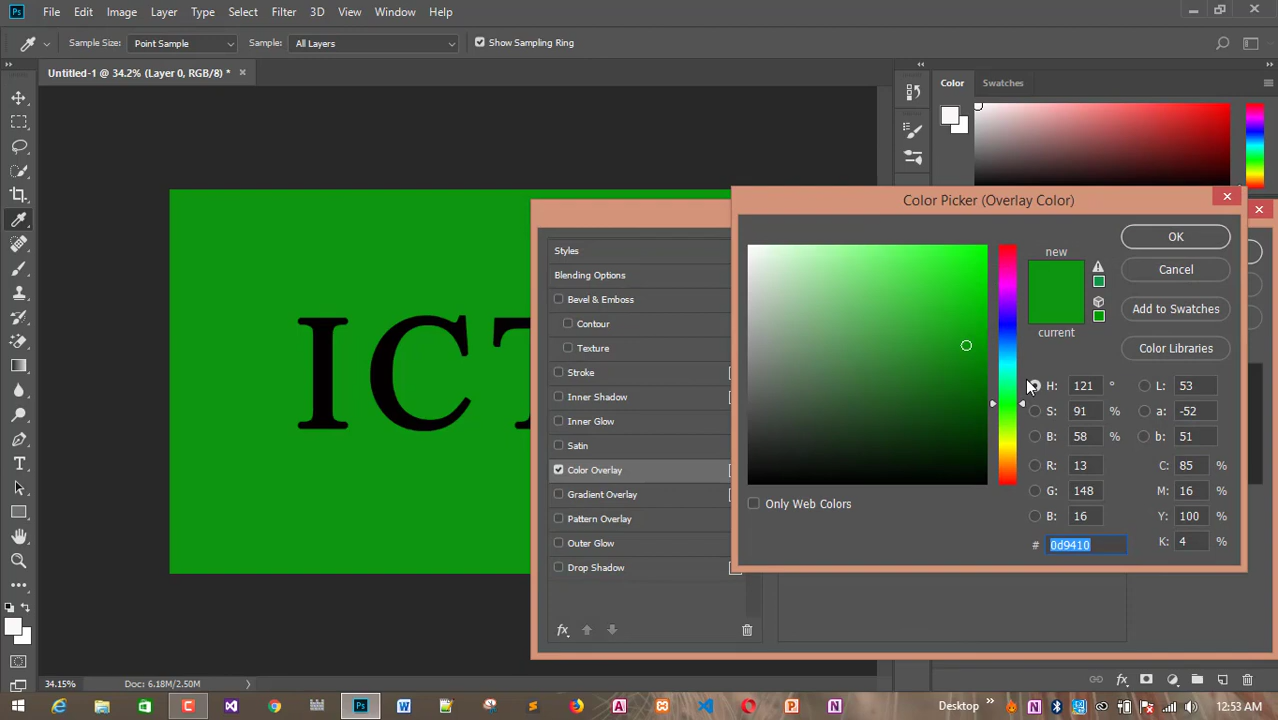 Ps File Edit Image Layer Type Select Filter 3D View Window Help
Sample Size: Point Sample Sample: All Layers Show Sampling Ring
Untitled-1 @ 34.2% (Layer 0, RGB/8) *
Color Swatches
ICT
Styles
Blending Options
Bevel & Emboss
Contour
Texture
Stroke
Inner Shadow
Inner Glow
Satin
Color Overlay
Gradient Overlay
Pattern Overlay
Outer Glow
Drop Shadow
fx
Color Picker (Overlay Color)
new
current
OK
Cancel
Add to Swatches
Color Libraries
H: 121 ° L: 53
S: 91 % a: -52
B: 58 % b: 51
R: 13 C: 85 %
G: 148 M: 16 %
B: 16 Y: 100 %
# 0d9410 K: 4 %
Only Web Colors
34.15% Doc: 6.18M/2.50M
fx
Desktop » 12:53 AM